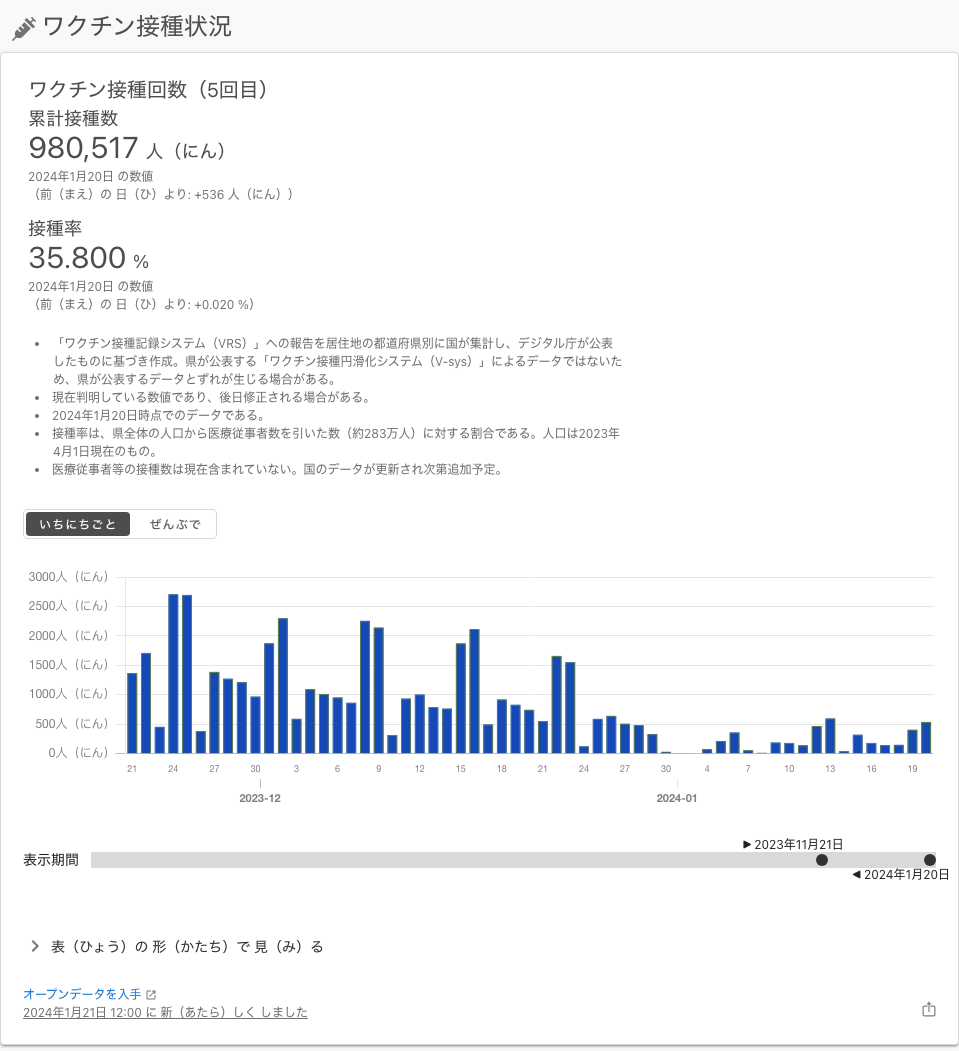 ワクチン接種状況
ワクチン接種回数（5回目）
累計接種数
980,517 人（にん）
2024年1月20日 の数値
（前（まえ）の 日（ひ）より: +536 人（にん））
接種率
35.800 %
2024年1月20日 の数値
（前（まえ）の 日（ひ）より: +0.020 %）
• 「ワクチン接種記録システム（VRS）」への報告を居住地の都道府県別に国が集計し、デジタル庁が公表
したものに基づき作成。県が公表する「ワクチン接種円滑化システム（V-sys）」によるデータではないた
め、県が公表するデータとずれが生じる場合がある。
• 現在判明している数値であり、後日修正される場合がある。
• 2024年1月20日時点でのデータである。
• 接種率は、県全体の人口から医療従事者数を引いた数（約283万人）に対する割合である。人口は2023年
4月1日現在のもの。
• 医療従事者等の接種数は現在含まれていない。国のデータが更新され次第追加予定。
いちにちごと ぜんぶで
3000人（にん）
2500人（にん）
2000人（にん）
1500人（にん）
1000人（にん）
500人（にん）
0人（にん）
21 24 27 30 3 6 9 12 15 18 21 24 27 30 4 7 10 13 16 19
2023-12 2024-01
▶ 2023年11月21日
表示期間
◀ 2024年1月20日
表（ひょう）の 形（かたち）で 見（み）る
オープンデータを入手
2024年1月21日 12:00 に 新（あたら）しく しました